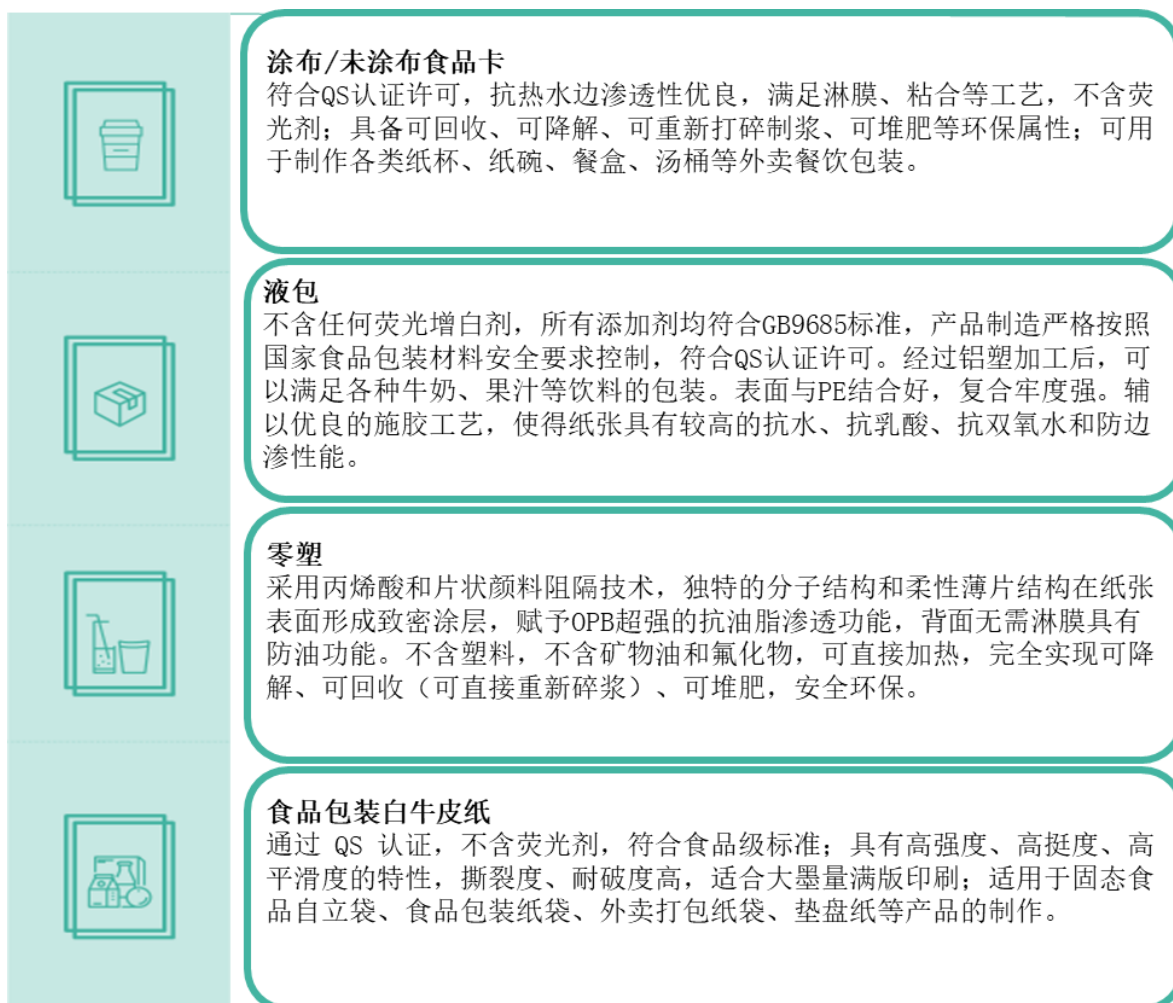 涂布/未涂布食品卡
符合QS认证许可，抗热水边渗透性优良，满足淋膜、粘合等工艺，不含荧
光剂；具备可回收、可降解、可重新打碎制浆、可堆肥等环保属性；可用
于制作各类纸杯、纸碗、餐盒、汤桶等外卖餐饮包装。
液包
不含任何荧光增白剂，所有添加剂均符合GB9685标准，产品制造严格按照
国家食品包装材料安全要求控制，符合QS认证许可。经过铝塑加工后，可
以满足各种牛奶、果汁等饮料的包装。表面与PE结合好，复合牢度强。辅
以优良的施胶工艺，使得纸张具有较高的抗水、抗乳酸、抗双氧水和防边
渗性能。
零塑
采用丙烯酸和片状颜料阻隔技术，独特的分子结构和柔性薄片结构在纸张
表面形成致密涂层，赋予OPB超强的抗油脂渗透功能，背面无需淋膜具有
防油功能。不含塑料，不含矿物油和氟化物，可直接加热，完全实现可降
解、可回收（可直接重新碎浆）、可堆肥，安全环保。
食品包装白牛皮纸
通过 QS 认证，不含荧光剂，符合食品级标准；具有高强度、高挺度、高
平滑度的特性，撕裂度、耐破度高，适合大墨量满版印刷；适用于固态食
品自立袋、食品包装纸袋、外卖打包纸袋、垫盘纸等产品的制作。